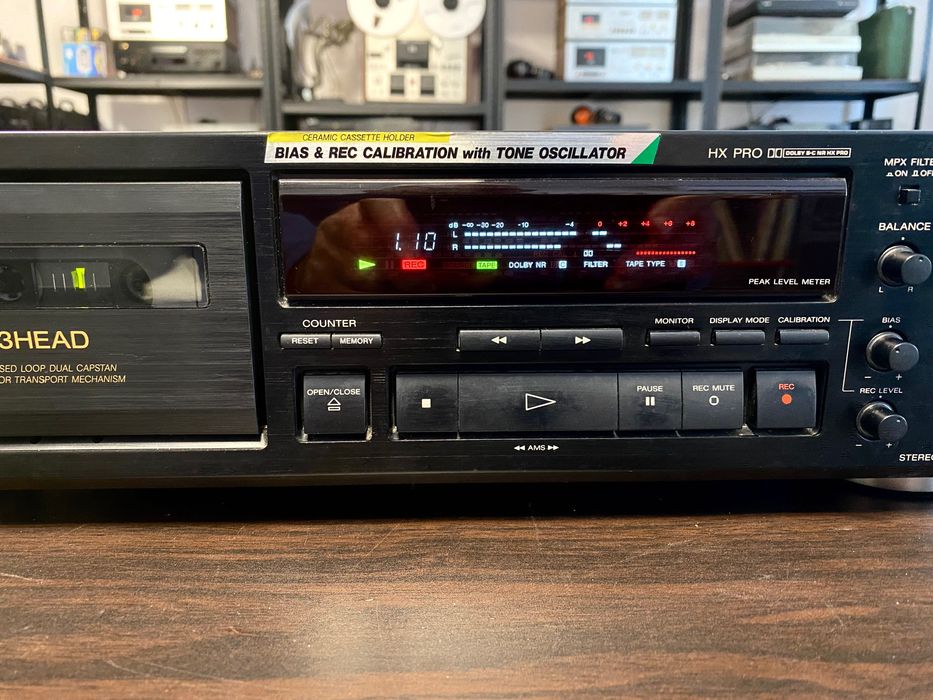 CERAMIC CASSETTE HOLDER
BIAS & REC CALIBRATION with TONE OSCILLATOR
HX PRO DOLBY B-C NR HX PRO
MPX FILTE
ON OFF
dB -∞ -30 -20 -10 -4 0 +2 +4 +6 +8
L
R
1.10
REC
TAPE DOLBY NR C FILTER TAPE TYPE
PEAK LEVEL METER
BALANCE
L R
3HEAD
SED LOOP DUAL CAPSTAN
OR TRANSPORT MECHANISM
COUNTER
RESET MEMORY
MONITOR DISPLAY MODE CALIBRATION
BIAS
- +
REC LEVEL
- +
OPEN/CLOSE
PAUSE
REC MUTE
REC
AMS
STEREO